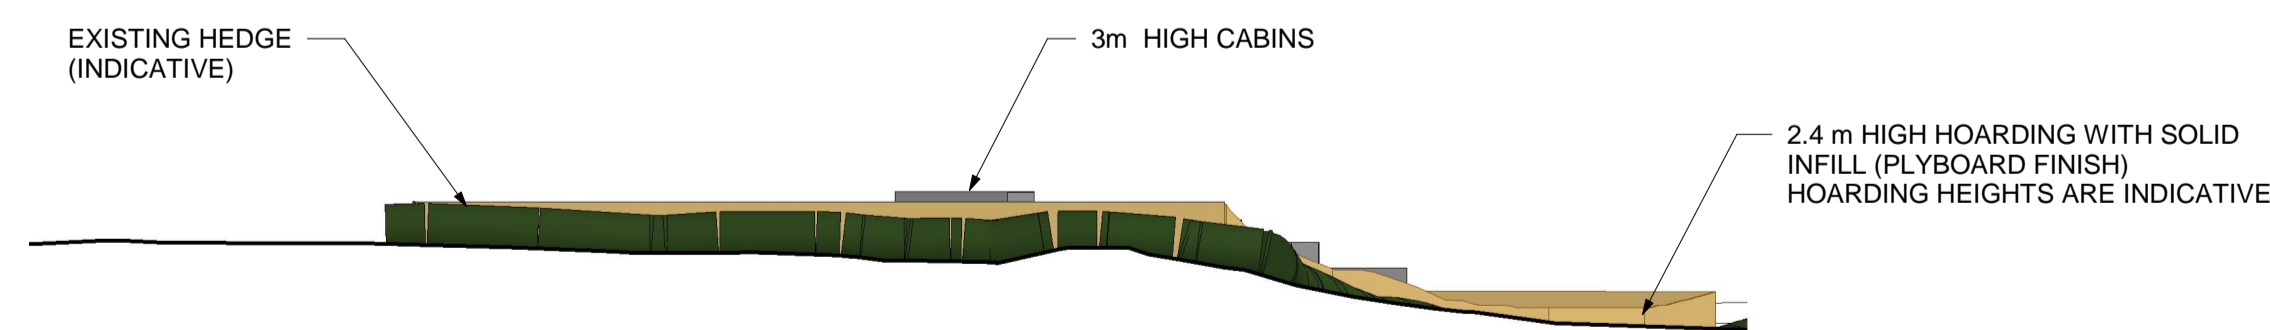 EXISTING HEDGE
(INDICATIVE)
3m  HIGH CABINS
2.4 m HIGH HOARDING WITH SOLID
INFILL (PLYBOARD FINISH)
HOARDING HEIGHTS ARE INDICATIVE